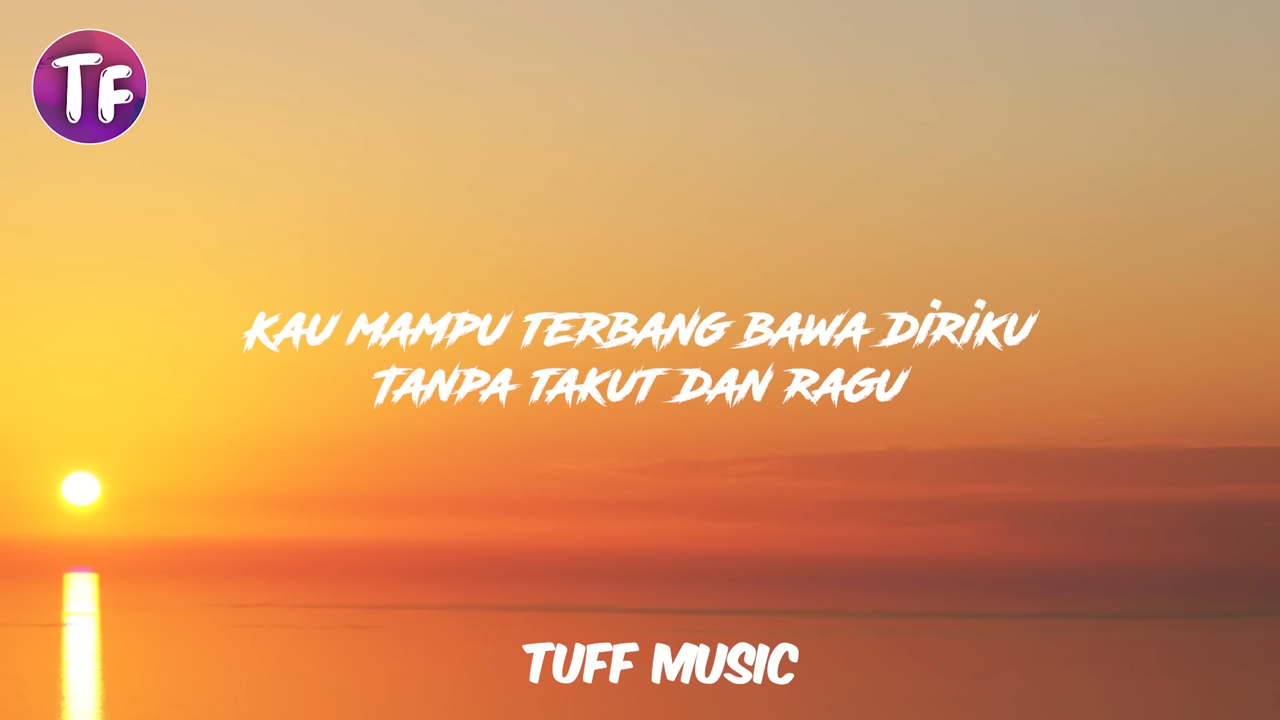 TF
KAU MAMPU TERBANG BAWA DIRIKU
TANPA TAKUT DAN RAGU
TUFF MUSIC